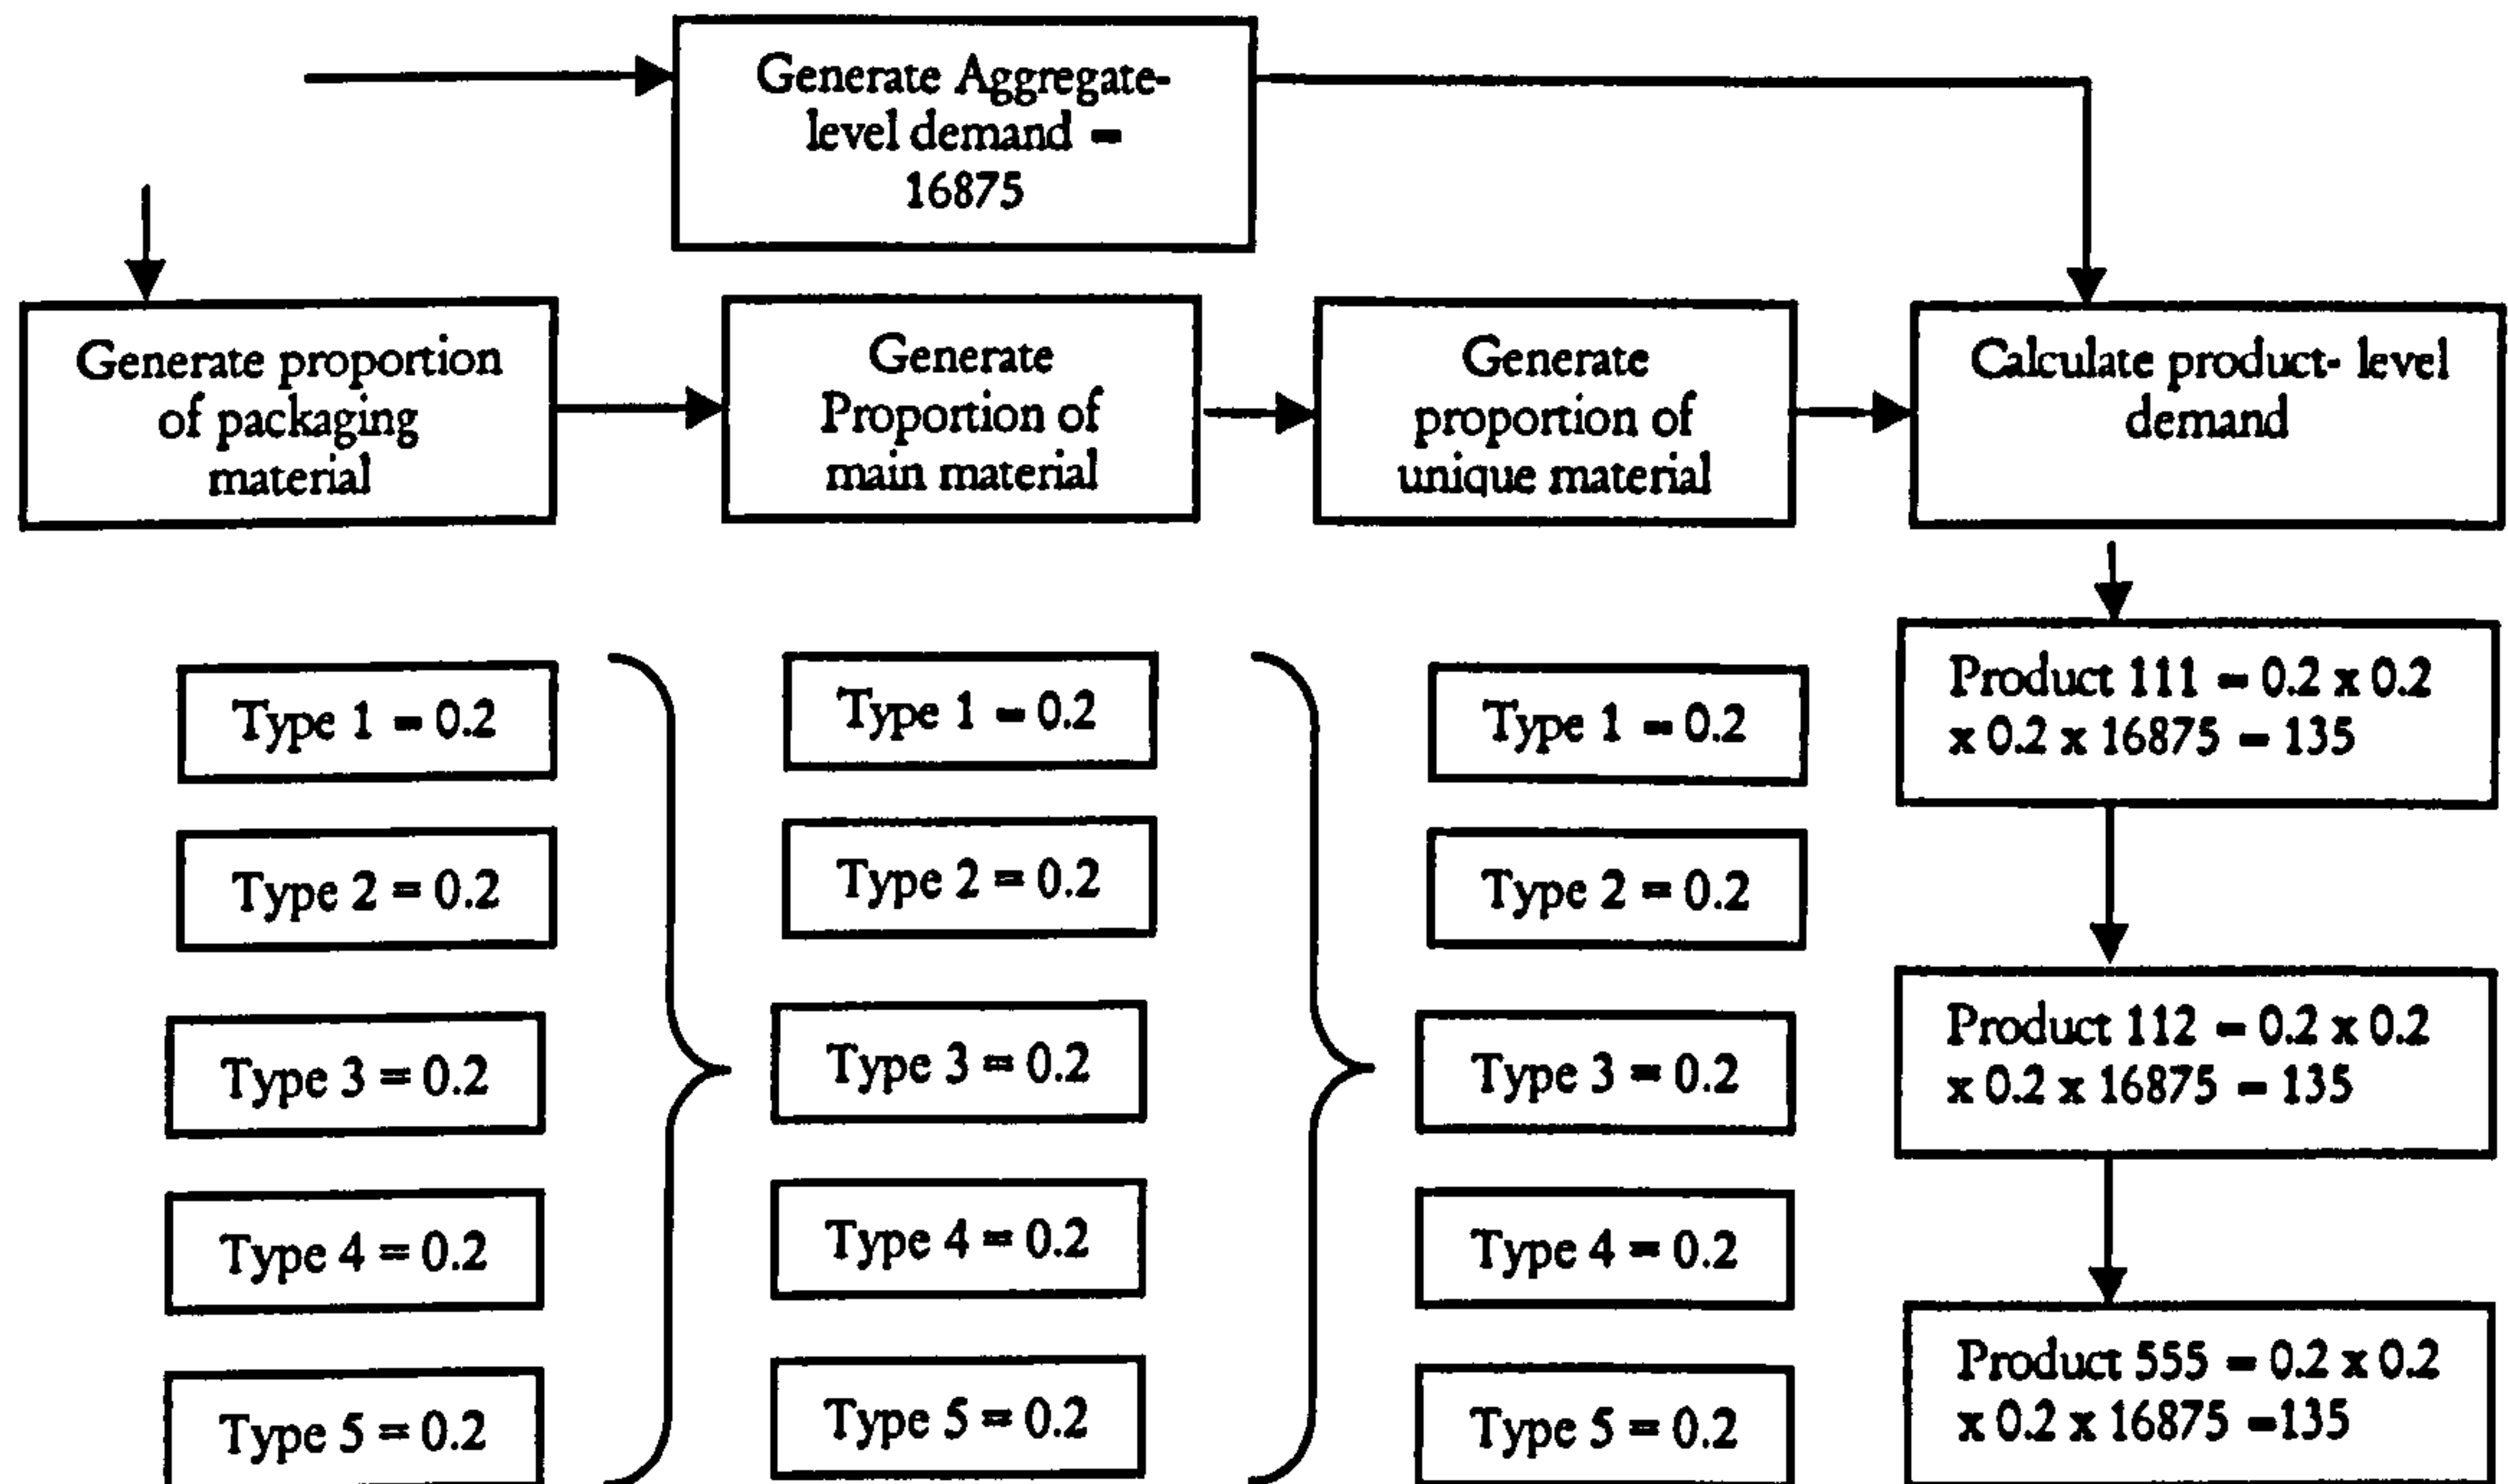 Generate Aggregate-
level demand =
16875
Generate proportion
of packaging
material
Generate
Proportion of
main material
Generate
proportion of
unique material
Calculate product- level
demand
Type 1 = 0.2
Type 2 = 0.2
Type 3 = 0.2
Type 4 = 0.2
Type 5 = 0.2
Type 1 = 0.2
Type 2 = 0.2
Type 3 = 0.2
Type 4 = 0.2
Type 5 = 0.2
Type 1 = 0.2
Type 2 = 0.2
Type 3 = 0.2
Type 4 = 0.2
Type 5 = 0.2
Product 111 = 0.2 x 0.2
x 0.2 x 16875 = 135
Product 112 = 0.2 x 0.2
x 0.2 x 16875 = 135
Product 555 = 0.2 x 0.2
x 0.2 x 16875 =135